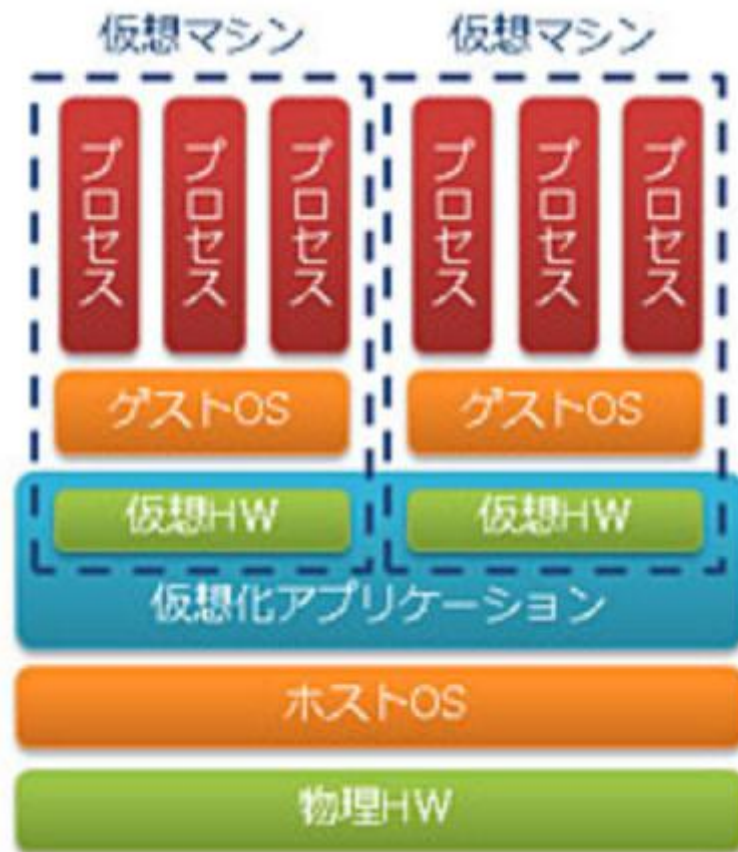 仮想マシン 仮想マシン
プロセス
プロセス
プロセス
プロセス
プロセス
プロセス
ゲストOS ゲストOS
仮想HW 仮想HW
仮想化アプリケーション
ホストOS
物理HW